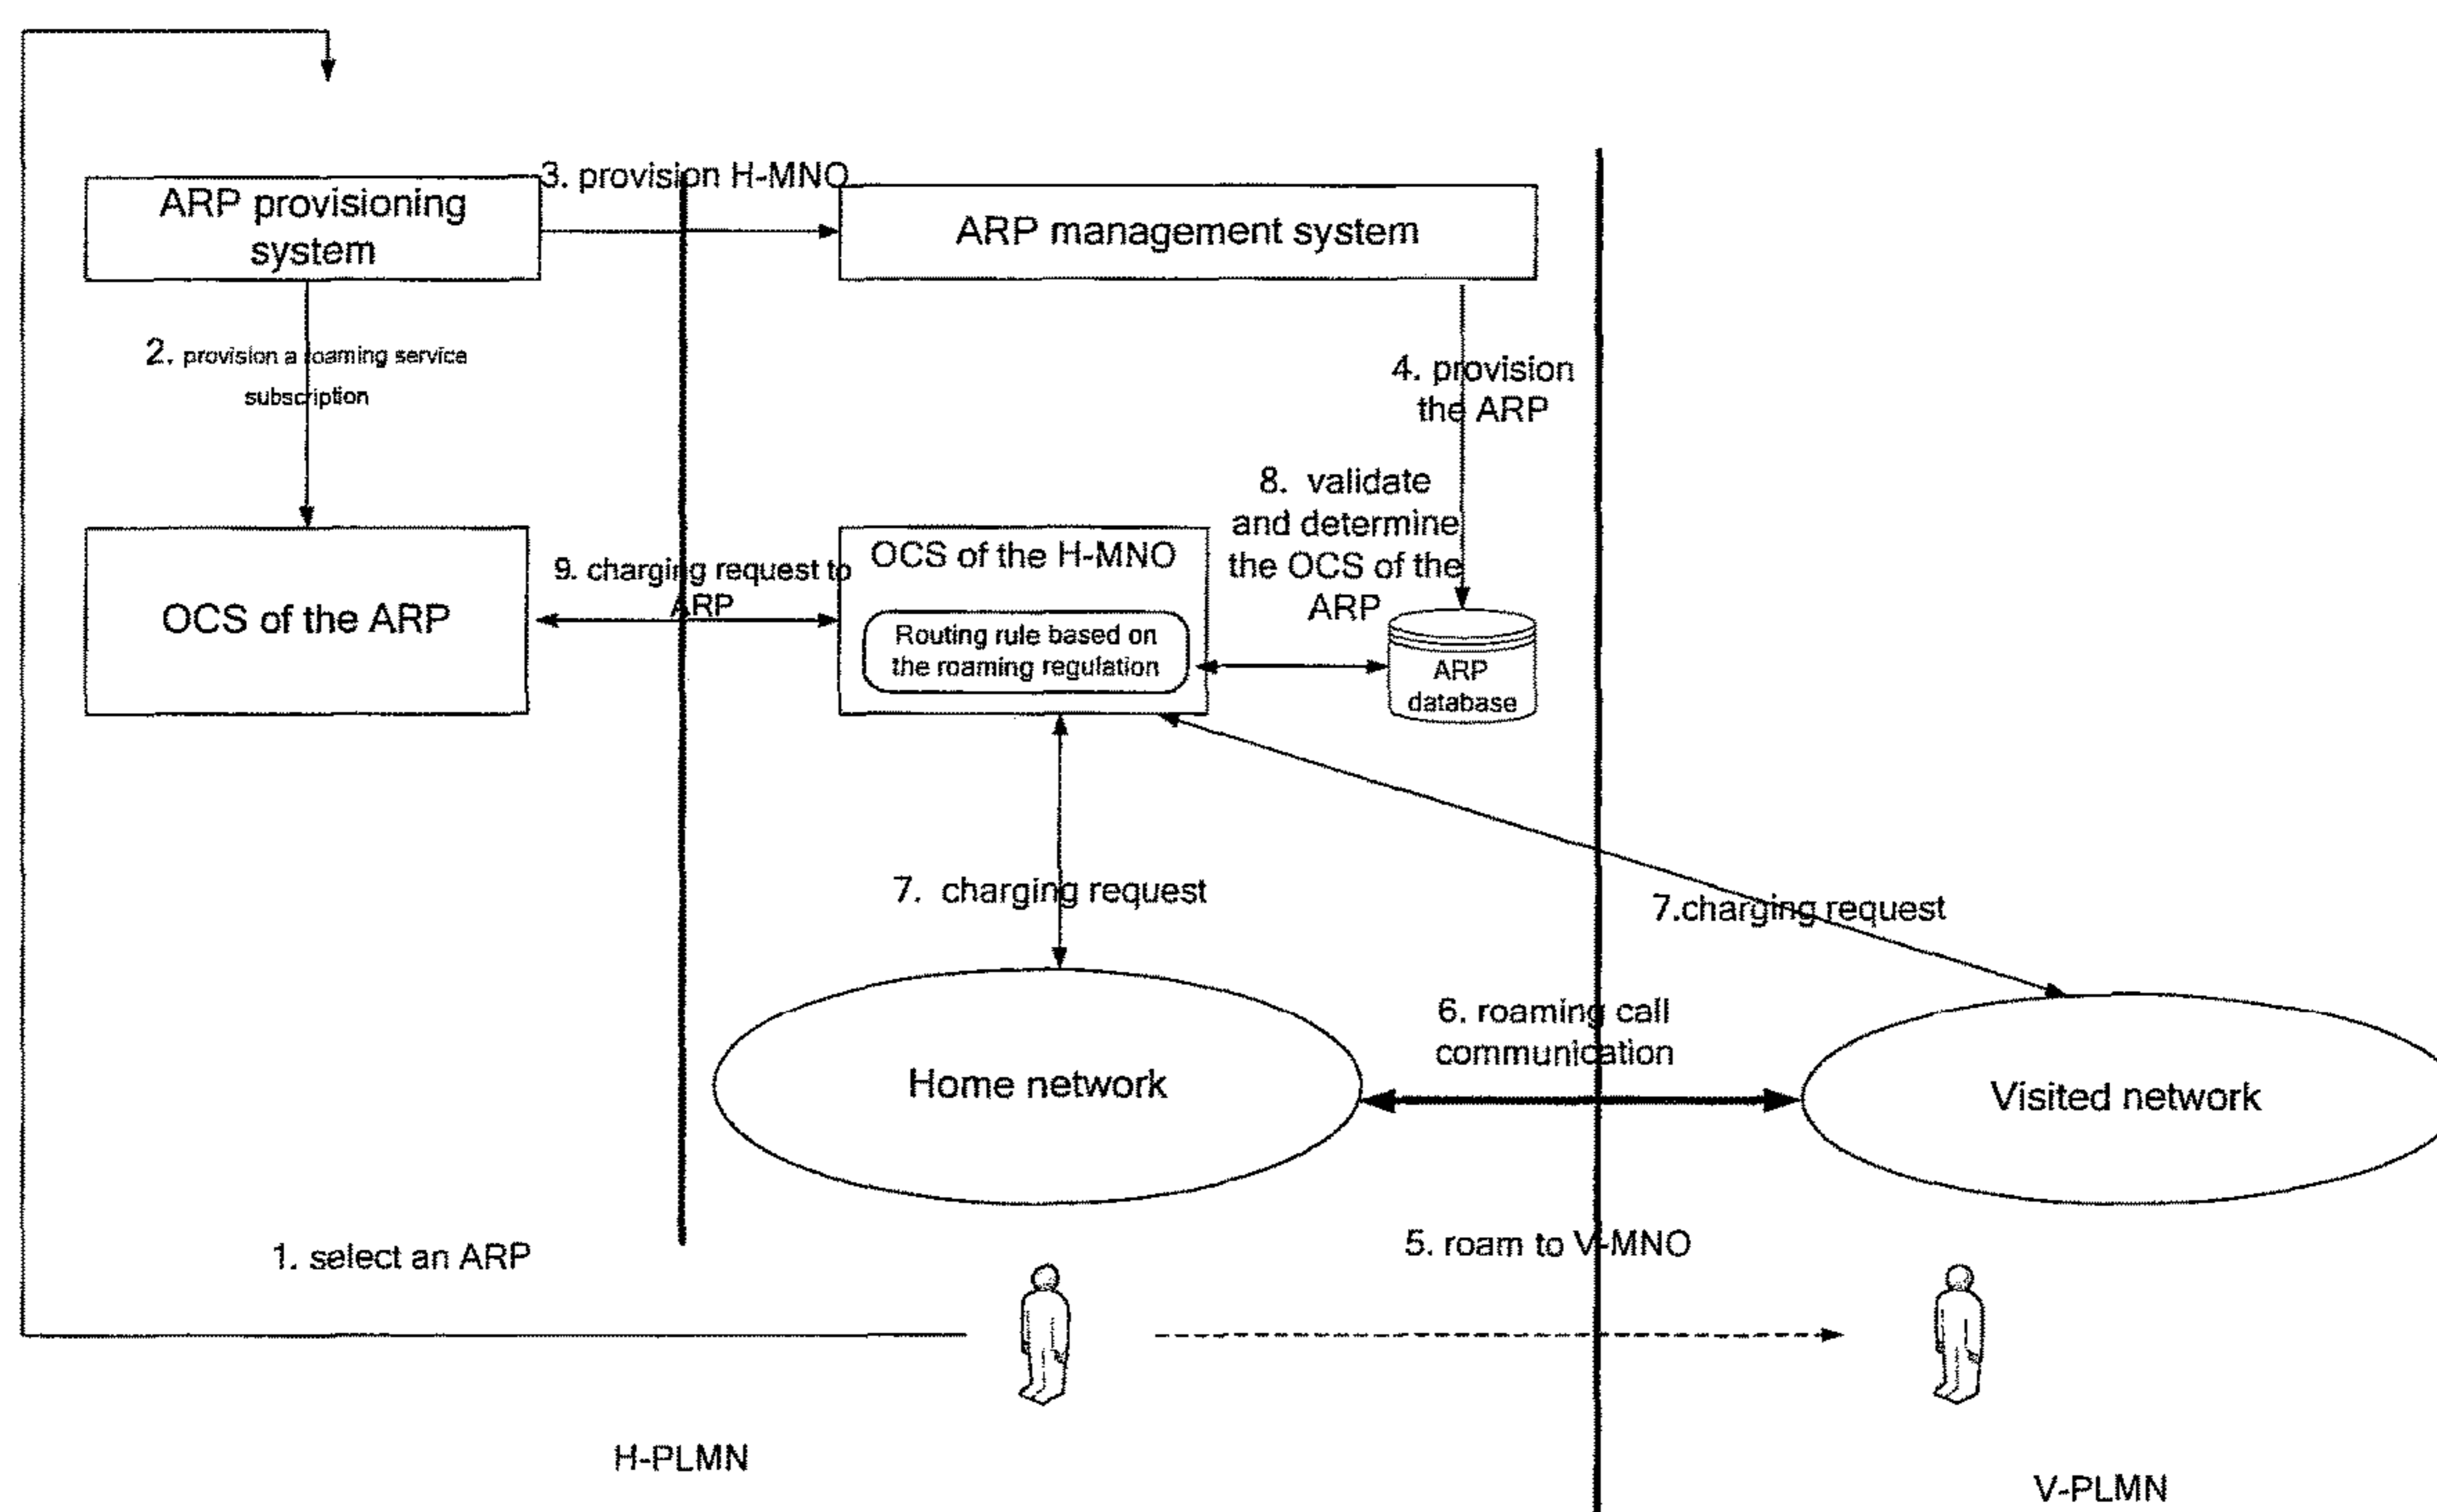 3. provision H-MNO
ARP provisioning
system
ARP management system
2. provision a roaming service
subscription
4. provision
the ARP
8. validate
and determine
the OCS of the
ARP
OCS of the ARP
9. charging request to
ARP
OCS of the H-MNO
Routing rule based on
the roaming regulation
ARP
database
7. charging request
7.charging request
6. roaming call
communication
Home network
Visited network
1. select an ARP
5. roam to V-MNO
H-PLMN
V-PLMN